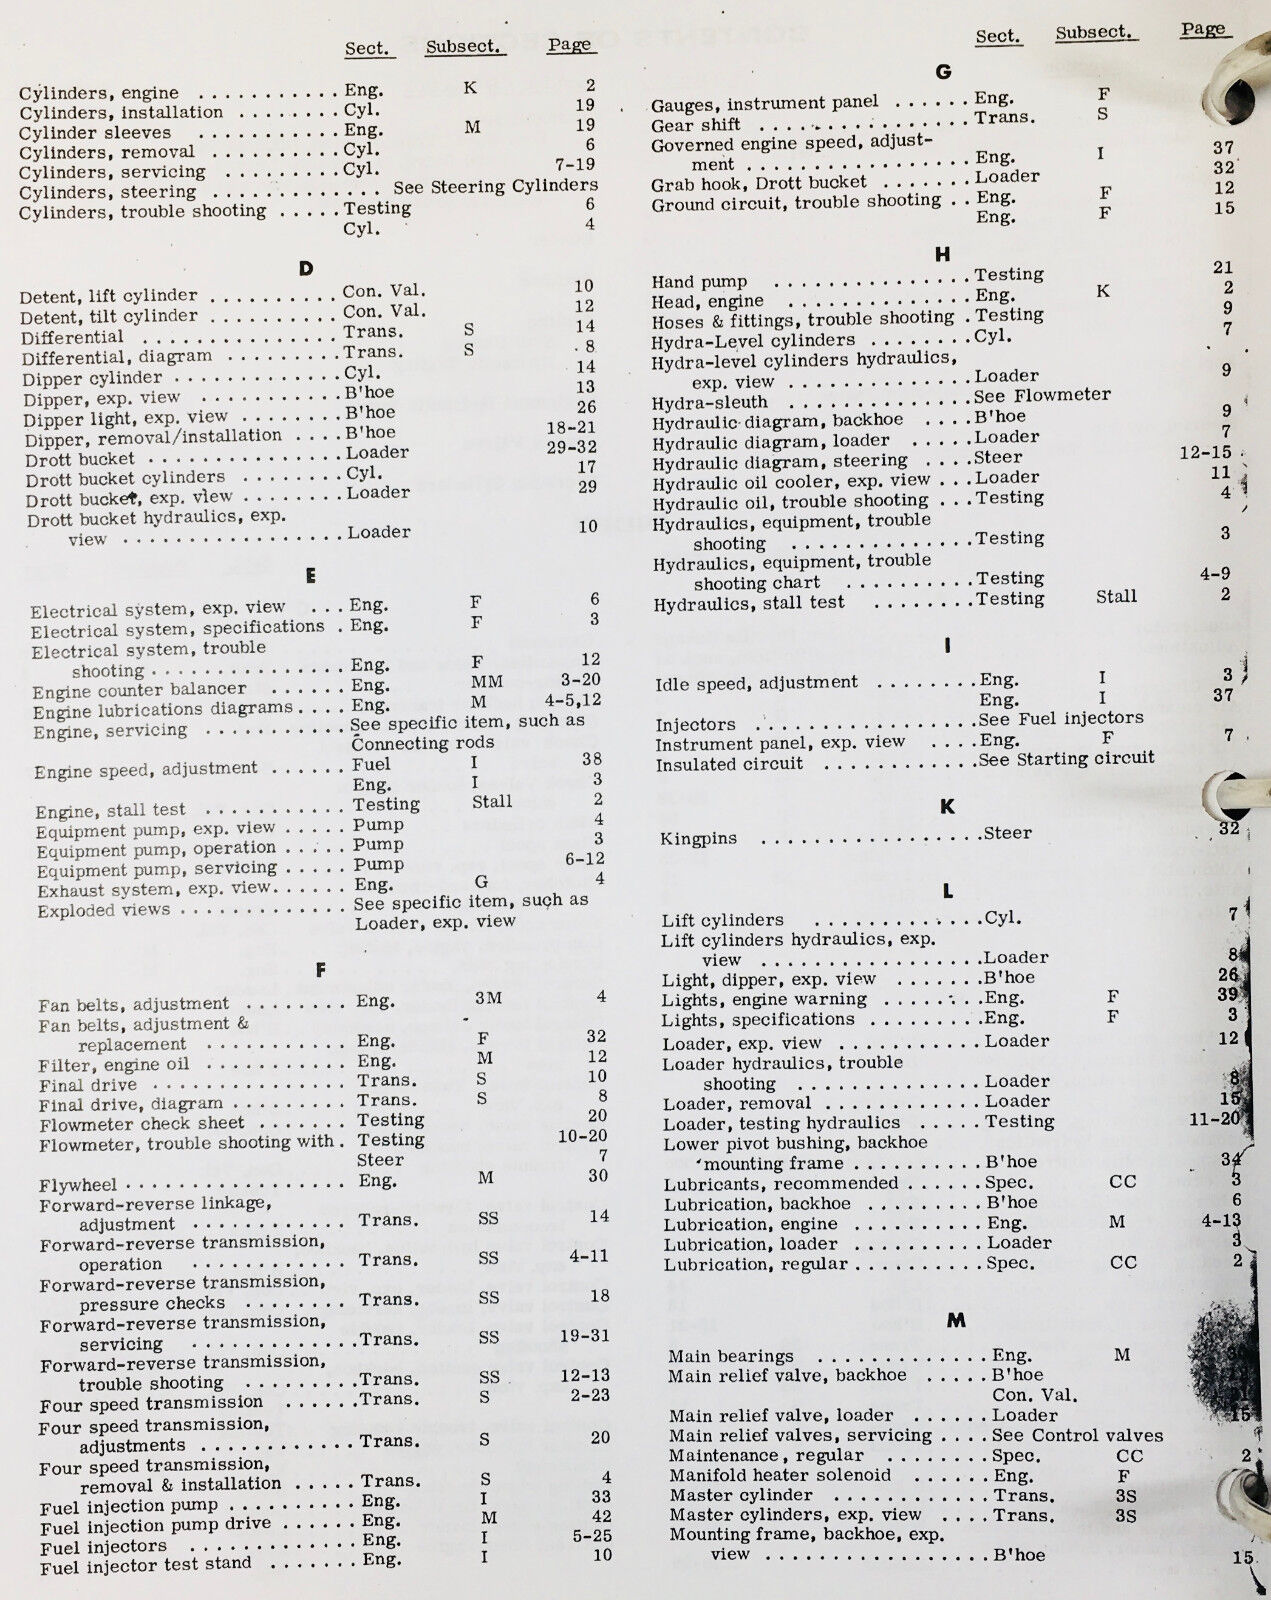 Sect. Subsect. Page
Cylinders, engine . . . . . . . . . . . Eng. K 2
Cylinders, installation . . . . . . . . Cyl. 19
Cylinder sleeves . . . . . . . . . . . Eng. M 19
Cylinders, removal . . . . . . . . . . Cyl. 6
Cylinders, servicing . . . . . . . . . Cyl. 7-19
Cylinders, steering . . . . . . . . . . . . . See Steering Cylinders
Cylinders, trouble shooting . . . . . Testing 6
Cyl. 4
D
Detent, lift cylinder . . . . . . . . . . Con. Val. 10
Detent, tilt cylinder . . . . . . . . . . Con. Val. 12
Differential . . . . . . . . . . . . . . . Trans. S 14
Differential, diagram . . . . . . . . . Trans. S 8
Dipper cylinder . . . . . . . . . . . . . Cyl. 14
Dipper, exp. view . . . . . . . . . . . B'hoe 13
Dipper light, exp. view . . . . . . . . B'hoe 26
Dipper, removal/installation . . . . B'hoe 18-21
Drott bucket . . . . . . . . . . . . . . . Loader 29-32
Drott bucket cylinders . . . . . . . . Cyl. 17
Drott bucket, exp. view . . . . . . . . Loader 29
Drott bucket hydraulics, exp.
view . . . . . . . . . . . . . . . . . Loader 10
E
Electrical system, exp. view . . . Eng. F 6
Electrical system, specifications . Eng. F 3
Electrical system, trouble
shooting . . . . . . . . . . . . . . . Eng. F 12
Engine counter balancer . . . . . . Eng. MM 3-20
Engine lubrications diagrams . . . . Eng. M 4-5,12
Engine, servicing . . . . . . . . . . . See specific item, such as
Connecting rods
Engine speed, adjustment . . . . . . Fuel I 38
Eng. I 3
Engine, stall test . . . . . . . . . . . Testing Stall 2
Equipment pump, exp. view . . . . . Pump 4
Equipment pump, operation . . . . . Pump 3
Equipment pump, servicing . . . . . Pump 6-12
Exhaust system, exp. view. . . . . . Eng. G 4
Exploded views . . . . . . . . . . . . . See specific item, such as
Loader, exp. view
F
Fan belts, adjustment . . . . . . . . Eng. 3M 4
Fan belts, adjustment &
replacement . . . . . . . . . . . Eng. F 32
Filter, engine oil . . . . . . . . . . . Eng. M 12
Final drive . . . . . . . . . . . . . . . Trans. S 10
Final drive, diagram . . . . . . . . . Trans. S 8
Flowmeter check sheet . . . . . . . Testing 20
Flowmeter, trouble shooting with . Testing 10-20
Steer 7
Flywheel . . . . . . . . . . . . . . . . . Eng. M 30
Forward-reverse linkage,
adjustment . . . . . . . . . . . . Trans. SS 14
Forward-reverse transmission,
operation . . . . . . . . . . . . Trans. SS 4-11
Forward-reverse transmission,
pressure checks . . . . . . . . Trans. SS 18
Forward-reverse transmission,
servicing . . . . . . . . . . . . . Trans. SS 19-31
Forward-reverse transmission,
trouble shooting . . . . . . . . . Trans. SS 12-13
Four speed transmission . . . . . . Trans. S 2-23
Four speed transmission,
adjustments . . . . . . . . . . . . Trans. S 20
Four speed transmission,
removal & installation . . . . . Trans. S 4
Fuel injection pump . . . . . . . . . . Eng. I 33
Fuel injection pump drive . . . . . . Eng. M 42
Fuel injectors . . . . . . . . . . . . . Eng. I 5-25
Fuel injector test stand . . . . . . . Eng. I 10
Sect. Subsect. Page
G
Gauges, instrument panel . . . . . . Eng. F
Gear shift . . . . . . . . . . . . . . . . Trans. S
Governed engine speed, adjust-
ment . . . . . . . . . . . . . . . . . Eng. I 37
Grab hook, Drott bucket . . . . . . . Loader 32
Ground circuit, trouble shooting . . Eng. F 12
Eng. F 15
H
Hand pump . . . . . . . . . . . . . . . Testing 21
Head, engine . . . . . . . . . . . . . . Eng. K 2
Hoses & fittings, trouble shooting . Testing 9
Hydra-Level cylinders . . . . . . . . Cyl. 7
Hydra-level cylinders hydraulics,
exp. view . . . . . . . . . . . . . . Loader 9
Hydra-sleuth . . . . . . . . . . . . . . See Flowmeter
Hydraulic diagram, backhoe . . . . B'hoe 9
Hydraulic diagram, loader . . . . . Loader 7
Hydraulic diagram, steering . . . . Steer 12-15
Hydraulic oil cooler, exp. view . . . Loader 11
Hydraulic oil, trouble shooting . . . Testing 4
Hydraulics, equipment, trouble
shooting . . . . . . . . . . . . . . Testing 3
Hydraulics, equipment, trouble
shooting chart . . . . . . . . . . Testing 4-9
Hydraulics, stall test . . . . . . . . Testing Stall 2
I
Idle speed, adjustment . . . . . . . . Eng. I 3
Eng. I 37
Injectors . . . . . . . . . . . . . . . . . See Fuel injectors
Instrument panel, exp. view . . . . Eng. F 7
Insulated circuit . . . . . . . . . . . . See Starting circuit
K
Kingpins . . . . . . . . . . . . . . . . . Steer 32
L
Lift cylinders . . . . . . . . . . . . . Cyl. 7
Lift cylinders hydraulics, exp.
view . . . . . . . . . . . . . . . . . Loader 8
Light, dipper, exp. view . . . . . . . B'hoe 26
Lights, engine warning . . . . . . . . Eng. F 39
Lights, specifications . . . . . . . . . Eng. F 3
Loader, exp. view . . . . . . . . . . . Loader 12
Loader hydraulics, trouble
shooting . . . . . . . . . . . . . . Loader 8
Loader, removal . . . . . . . . . . . . Loader 15
Loader, testing hydraulics . . . . . Testing 11-20
Lower pivot bushing, backhoe
mounting frame . . . . . . . . . . B'hoe 34
Lubricants, recommended . . . . . . Spec. CC 3
Lubrication, backhoe . . . . . . . . . B'hoe 6
Lubrication, engine . . . . . . . . . . Eng. M 4-13
Lubrication, loader . . . . . . . . . . Loader 3
Lubrication, regular . . . . . . . . . . Spec. CC 2
M
Main bearings . . . . . . . . . . . . . Eng. M
Main relief valve, backhoe . . . . . B'hoe
Con. Val.
Main relief valve, loader . . . . . . Loader 15
Main relief valves, servicing . . . . See Control valves
Maintenance, regular . . . . . . . . Spec. CC 2
Manifold heater solenoid . . . . . . Eng. F
Master cylinder . . . . . . . . . . . . Trans. 3S
Master cylinders, exp. view . . . . Trans. 3S
Mounting frame, backhoe, exp.
view . . . . . . . . . . . . . . . . . B'hoe 15